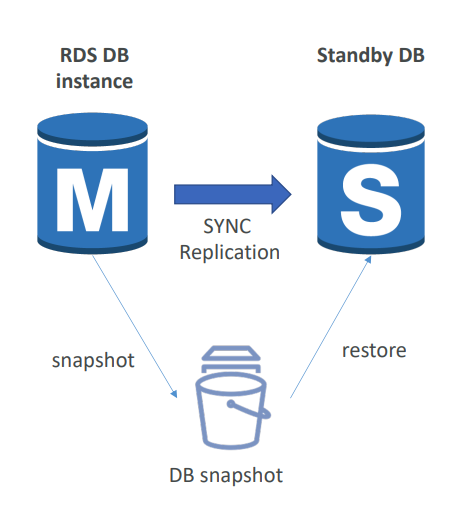 RDS DB
instance
Standby DB
M
S
SYNC
Replication
snapshot
restore
DB snapshot